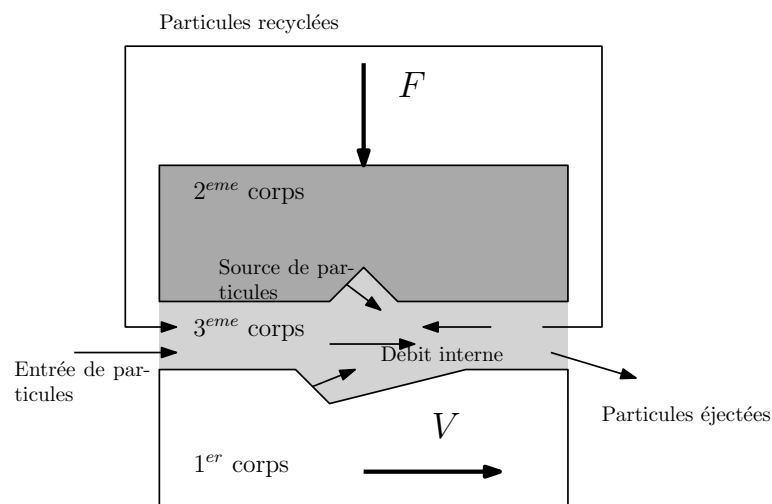 Particules recyclées
F
2eme corps
Source de par-
ticules
3eme corps
Débit interne
Entrée de par-
ticules
Particules éjectées
V
1er corps